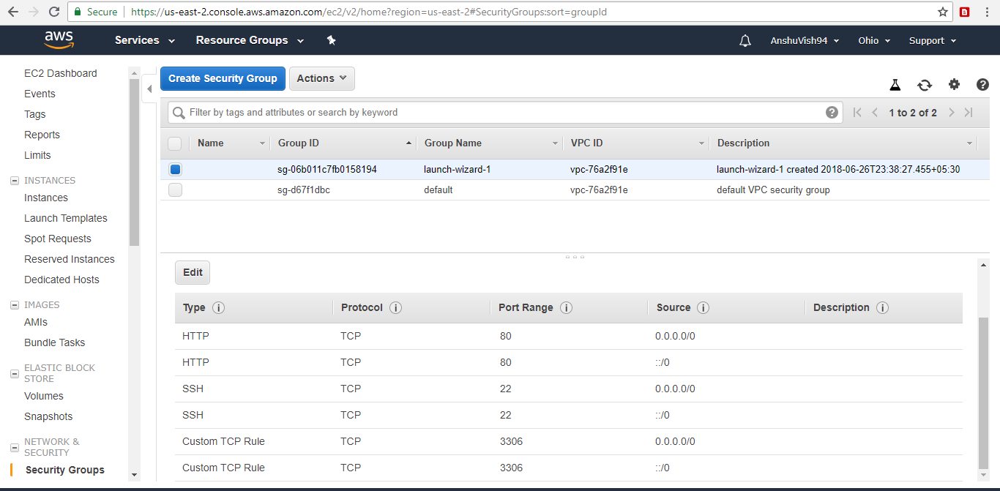 Secure https://us-east-2.console.aws.amazon.com/ec2/v2/home?region=us-east-2#SecurityGroups:sort=groupId
aws Services Resource Groups AnshuVish94 Ohio Support
EC2 Dashboard
Events
Tags
Reports
Limits
INSTANCES
Instances
Launch Templates
Spot Requests
Reserved Instances
Dedicated Hosts
IMAGES
AMIs
Bundle Tasks
ELASTIC BLOCK
STORE
Volumes
Snapshots
NETWORK &
SECURITY
Security Groups
Create Security Group Actions
Filter by tags and attributes or search by keyword 1 to 2 of 2
Name Group ID Group Name VPC ID Description
sg-06b011c7fb0158194 launch-wizard-1 vpc-76a2f91e launch-wizard-1 created 2018-06-26T23:38:27.455+05:30
sg-d67f1dbc default vpc-76a2f91e default VPC security group
Edit
Type Protocol Port Range Source Description
HTTP TCP 80 0.0.0.0/0
HTTP TCP 80 ::/0
SSH TCP 22 0.0.0.0/0
SSH TCP 22 ::/0
Custom TCP Rule TCP 3306 0.0.0.0/0
Custom TCP Rule TCP 3306 ::/0